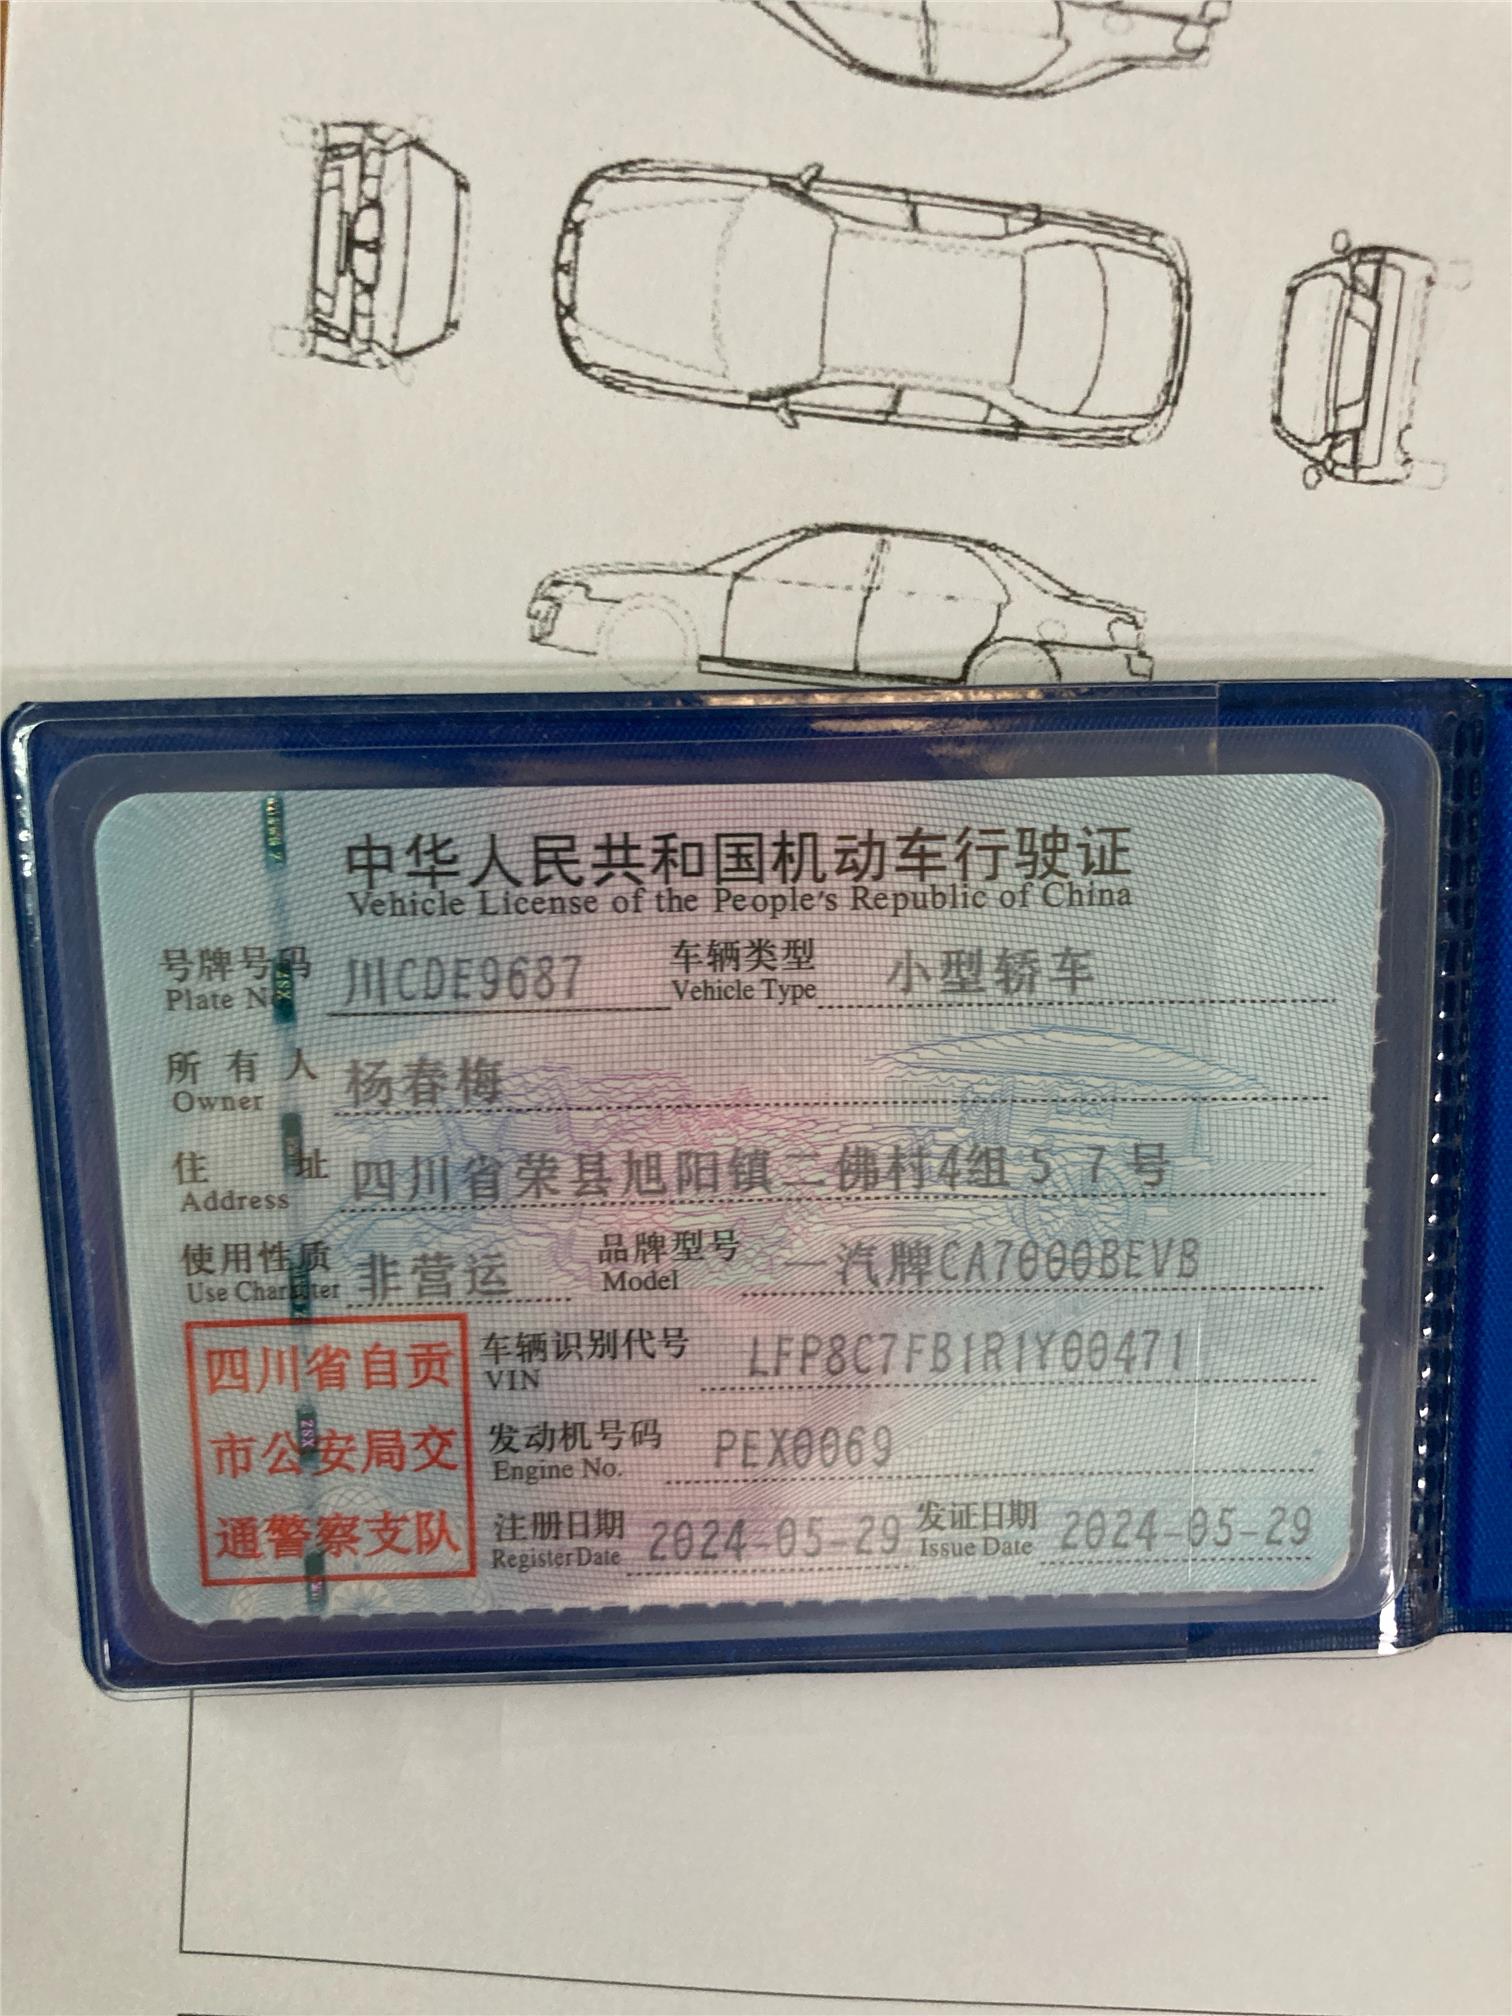 中华人民共和国机动车行驶证
Vehicle License of the People's Republic of China
号牌号码 川CDE9687 车辆类型 小型轿车
Plate No. Vehicle Type
所有人 杨春梅
Owner
住址 四川省荣县旭阳镇二佛村4组57号
Address
使用性质 非营运 品牌型号 一汽牌CA7000BEVB
Use Character Model
四川省自贡
市公安局交
通警察支队
车辆识别代号 LFP8C7FB1R1Y00471
VIN
发动机号码 PEX0069
Engine No.
注册日期 2024-05-29 发证日期 2024-05-29
Register Date Issue Date